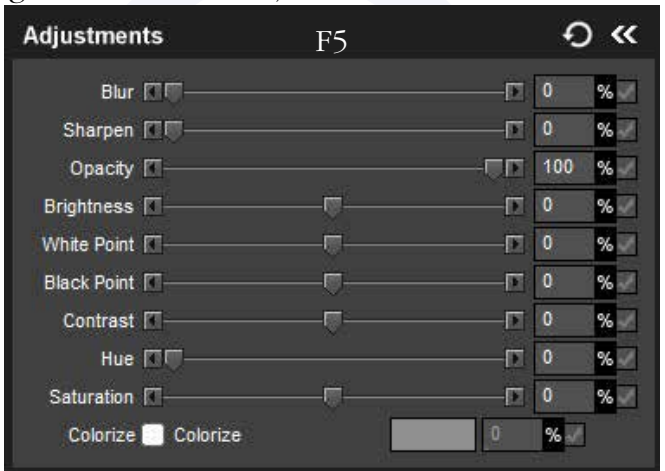 Adjustments F5
Blur 0 %
Sharpen 0 %
Opacity 100 %
Brightness 0 %
White Point 0 %
Black Point 0 %
Contrast 0 %
Hue 0 %
Saturation 0 %
Colorize Colorize 0 %